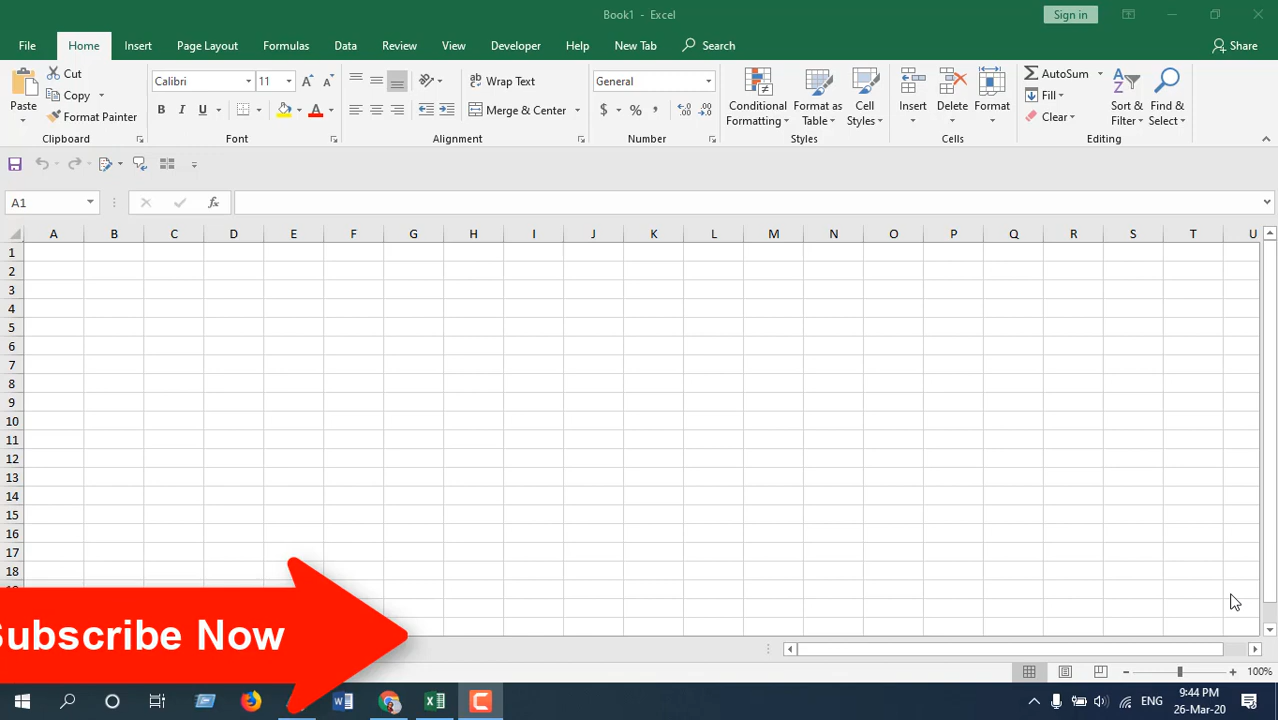 Book1 - Excel
Sign in
File Home Insert Page Layout Formulas Data Review View Developer Help New Tab Search Share
Paste
Cut
Copy
Format Painter
Clipboard
Calibri 11
B I U
Font
Wrap Text
Merge & Center
Alignment
General
$ % ,
Number
Conditional Formatting
Format as Table
Cell Styles
Styles
Insert
Delete
Format
Cells
AutoSum
Fill
Clear
Sort & Filter
Find & Select
Editing
A1
fx
A B C D E F G H I J K L M N O P Q R S T U
1
2
3
4
5
6
7
8
9
10
11
12
13
14
15
16
17
18
Subscribe Now
100%
ENG
9:44 PM
26-Mar-20